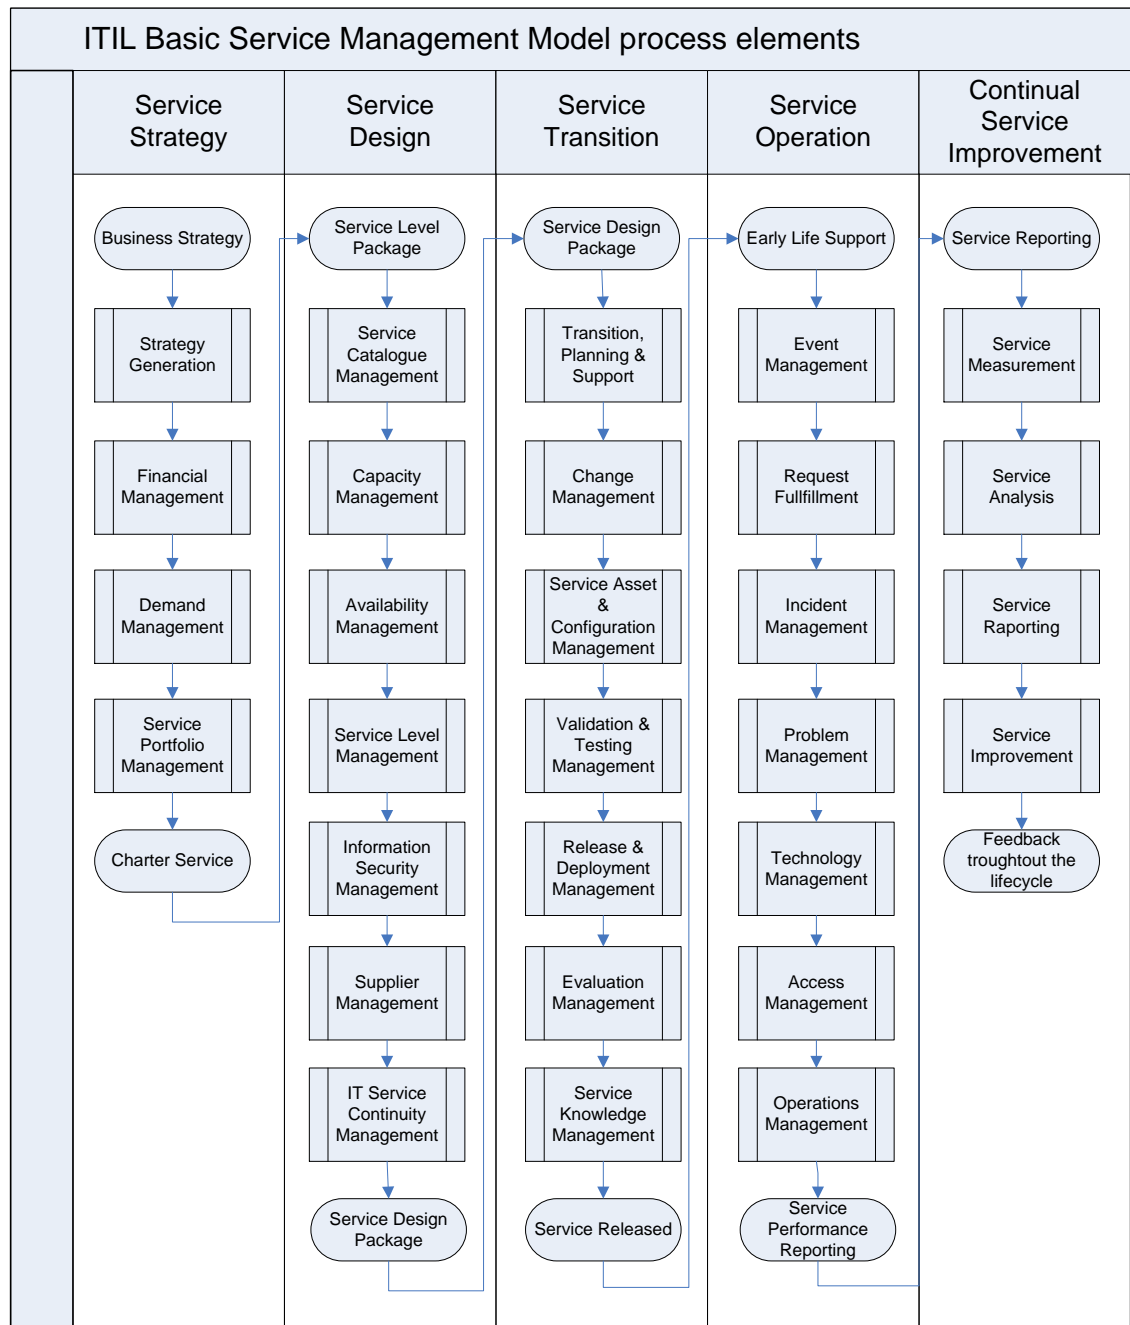 ITIL Basic Service Management Model process elements
Service
Strategy
Service
Design
Service
Transition
Service
Operation
Continual
Service
Improvement
Business Strategy
Strategy
Generation
Financial
Management
Demand
Management
Service
Portfolio
Management
Charter Service
Service Level
Package
Service
Catalogue
Management
Capacity
Management
Availability
Management
Service Level
Management
Information
Security
Management
Supplier
Management
IT Service
Continuity
Management
Service Design
Package
Service Design
Package
Transition,
Planning &
Support
Change
Management
Service Asset
&
Configuration
Management
Validation &
Testing
Management
Release &
Deployment
Management
Evaluation
Management
Service
Knowledge
Management
Service Released
Early Life Support
Event
Management
Request
Fullfillment
Incident
Management
Problem
Management
Technology
Management
Access
Management
Operations
Management
Service
Performance
Reporting
Service Reporting
Service
Measurement
Service
Analysis
Service
Raporting
Service
Improvement
Feedback
troughtout the
lifecycle